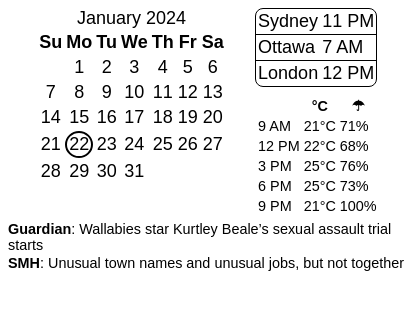 January 2024
Su Mo Tu We Th Fr Sa
1 2 3 4 5 6
7 8 9 10 11 12 13
14 15 16 17 18 19 20
21 22 23 24 25 26 27
28 29 30 31
Sydney 11 PM
Ottawa 7 AM
London 12 PM
°C ☂
9 AM 21°C 71%
12 PM 22°C 68%
3 PM 25°C 76%
6 PM 25°C 73%
9 PM 21°C 100%
Guardian: Wallabies star Kurtley Beale’s sexual assault trial
starts
SMH: Unusual town names and unusual jobs, but not together